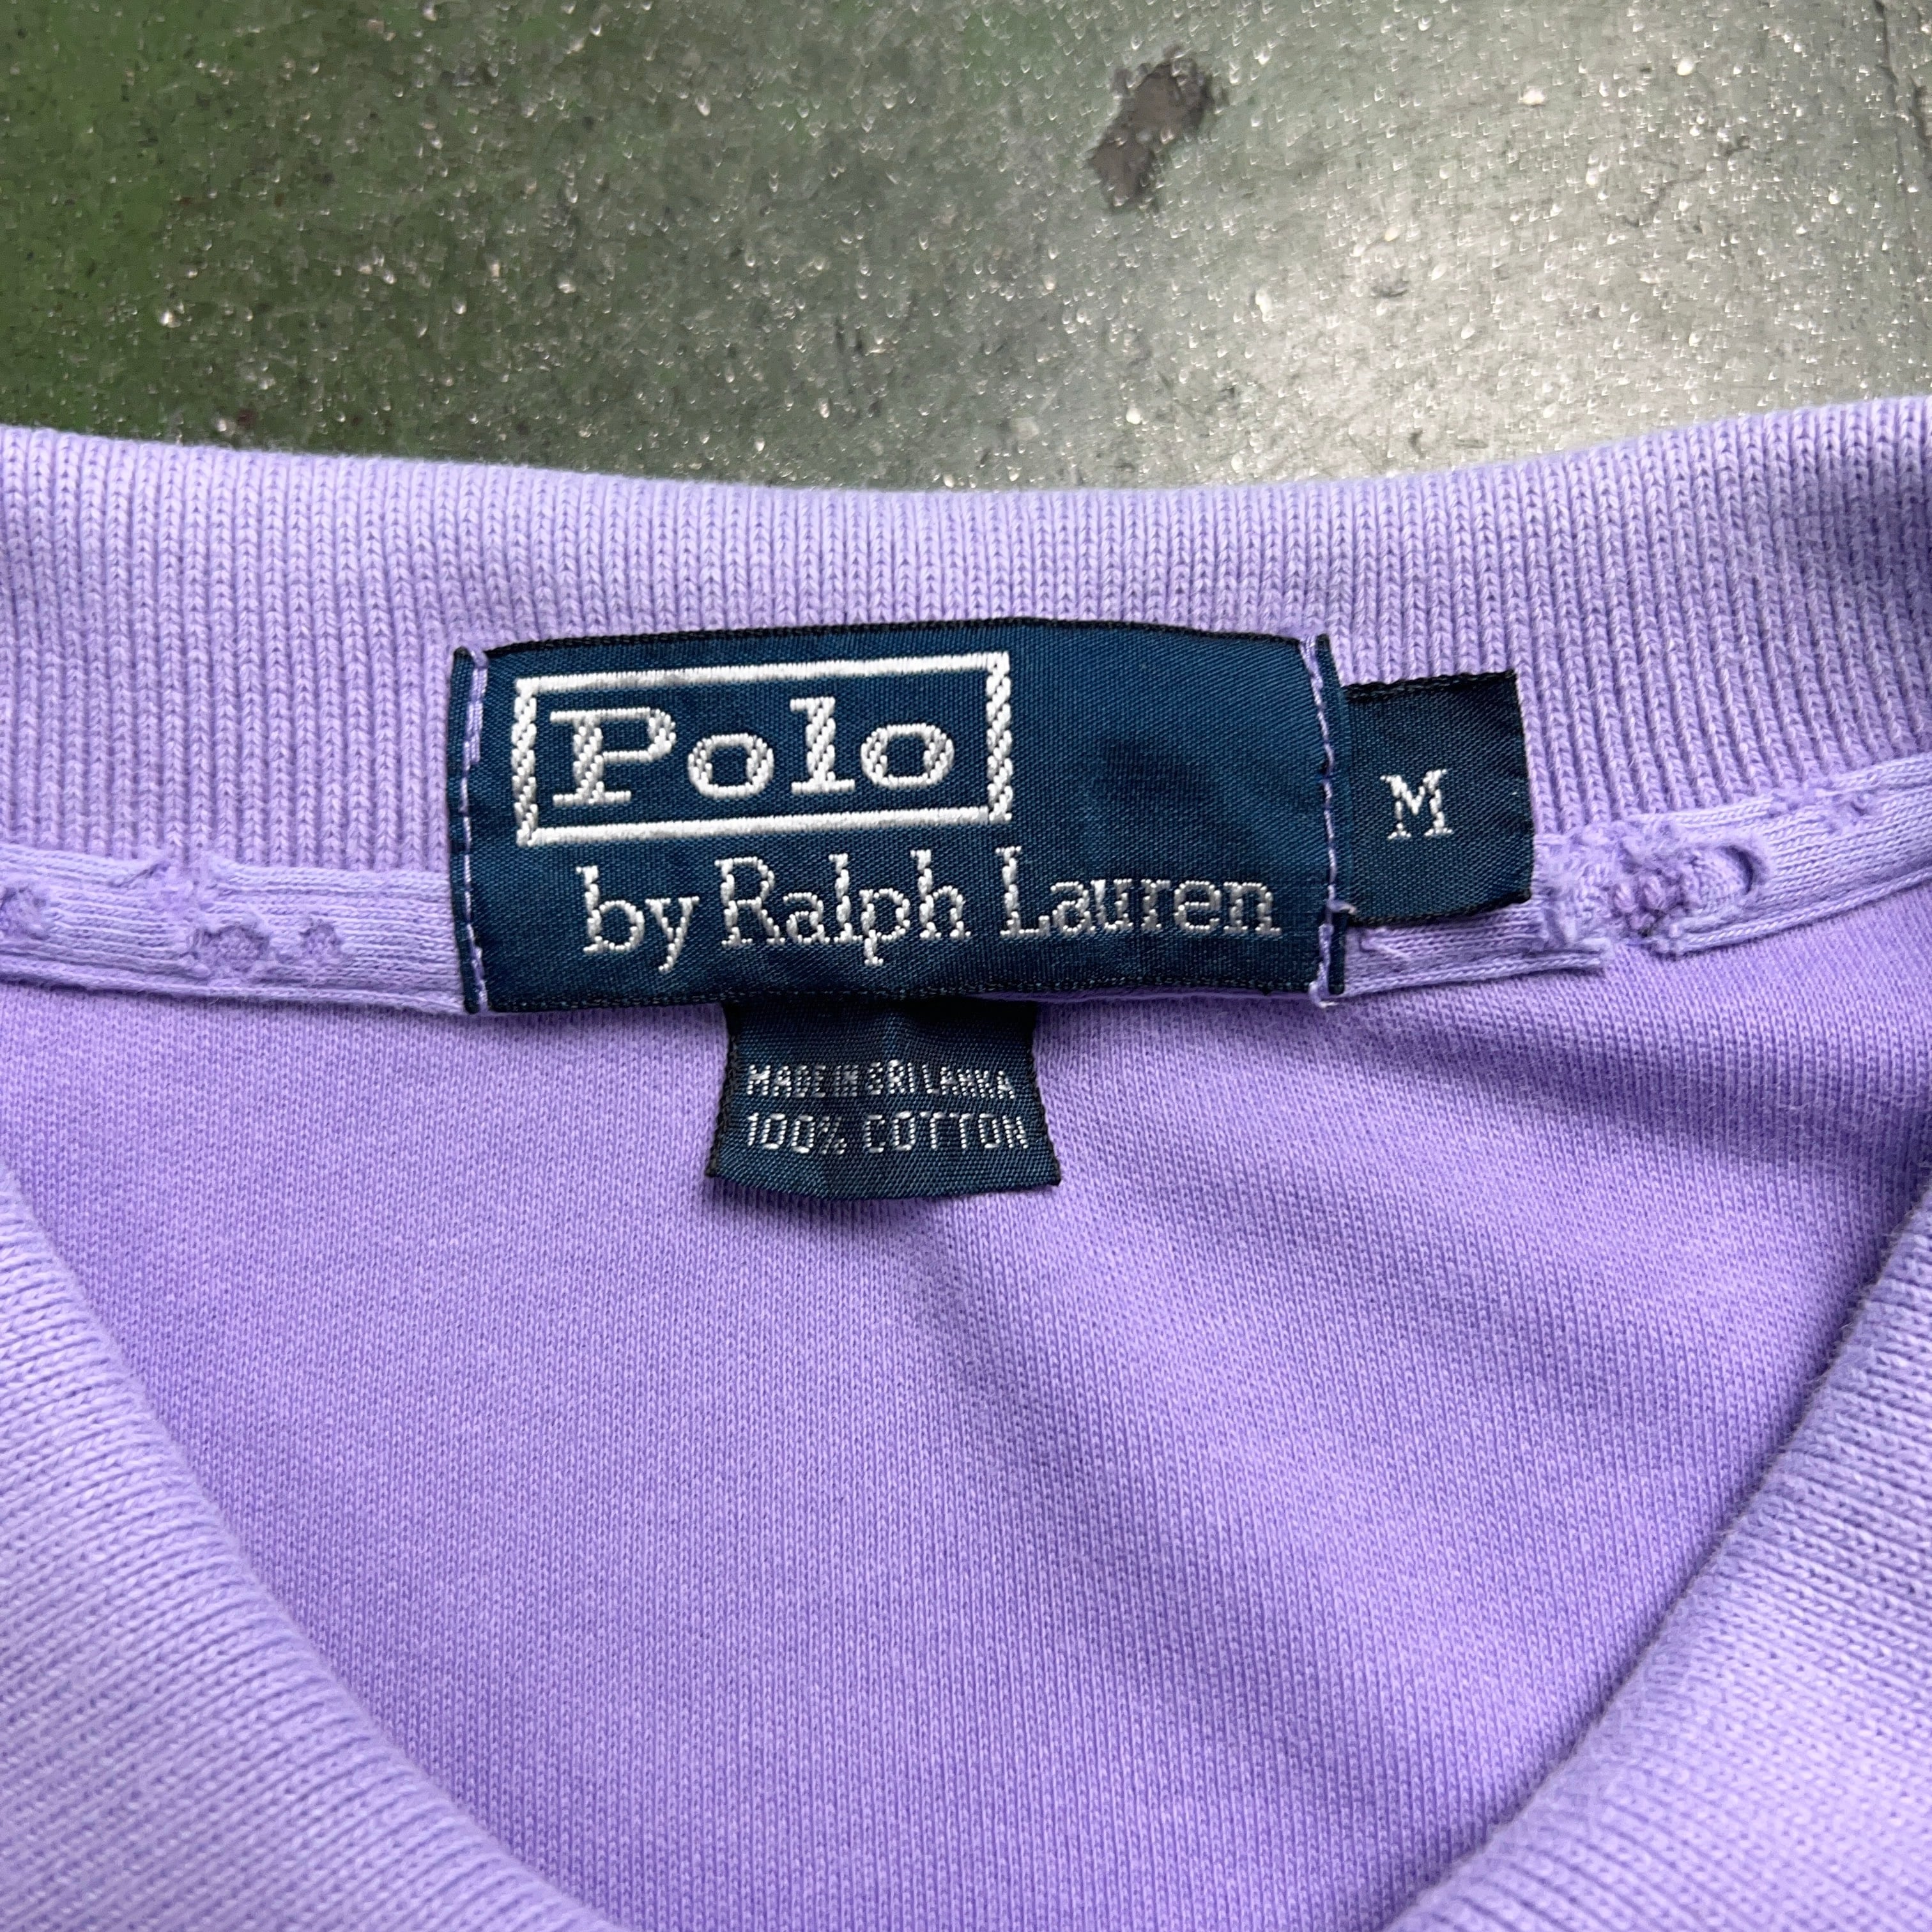 Polo
by Ralph Lauren
M
MADE IN SRI LANKA
100% COTTON